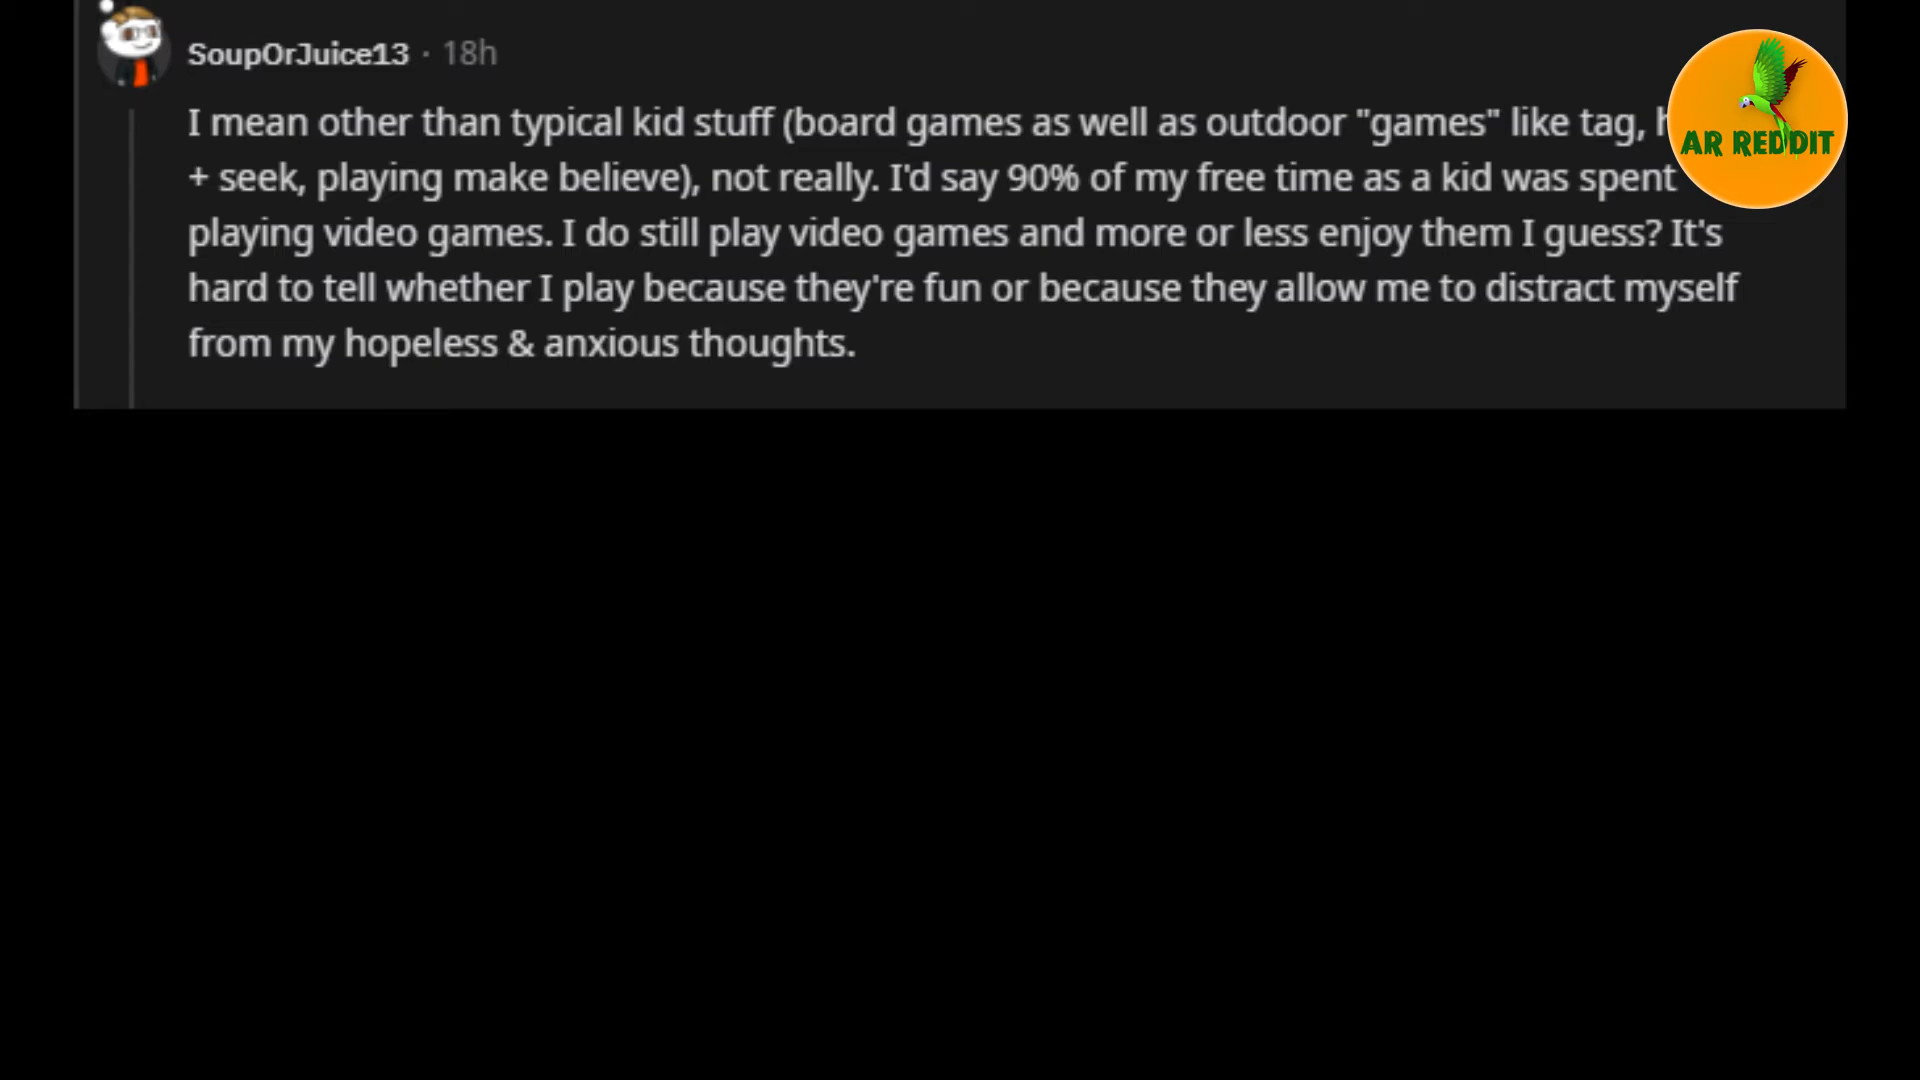 SoupOrJuice13 · 18h
I mean other than typical kid stuff (board games as well as outdoor "games" like tag,
+ seek, playing make believe), not really. I'd say 90% of my free time as a kid was spent
playing video games. I do still play video games and more or less enjoy them I guess? It's
hard to tell whether I play because they're fun or because they allow me to distract myself
from my hopeless & anxious thoughts.
AR REDDIT